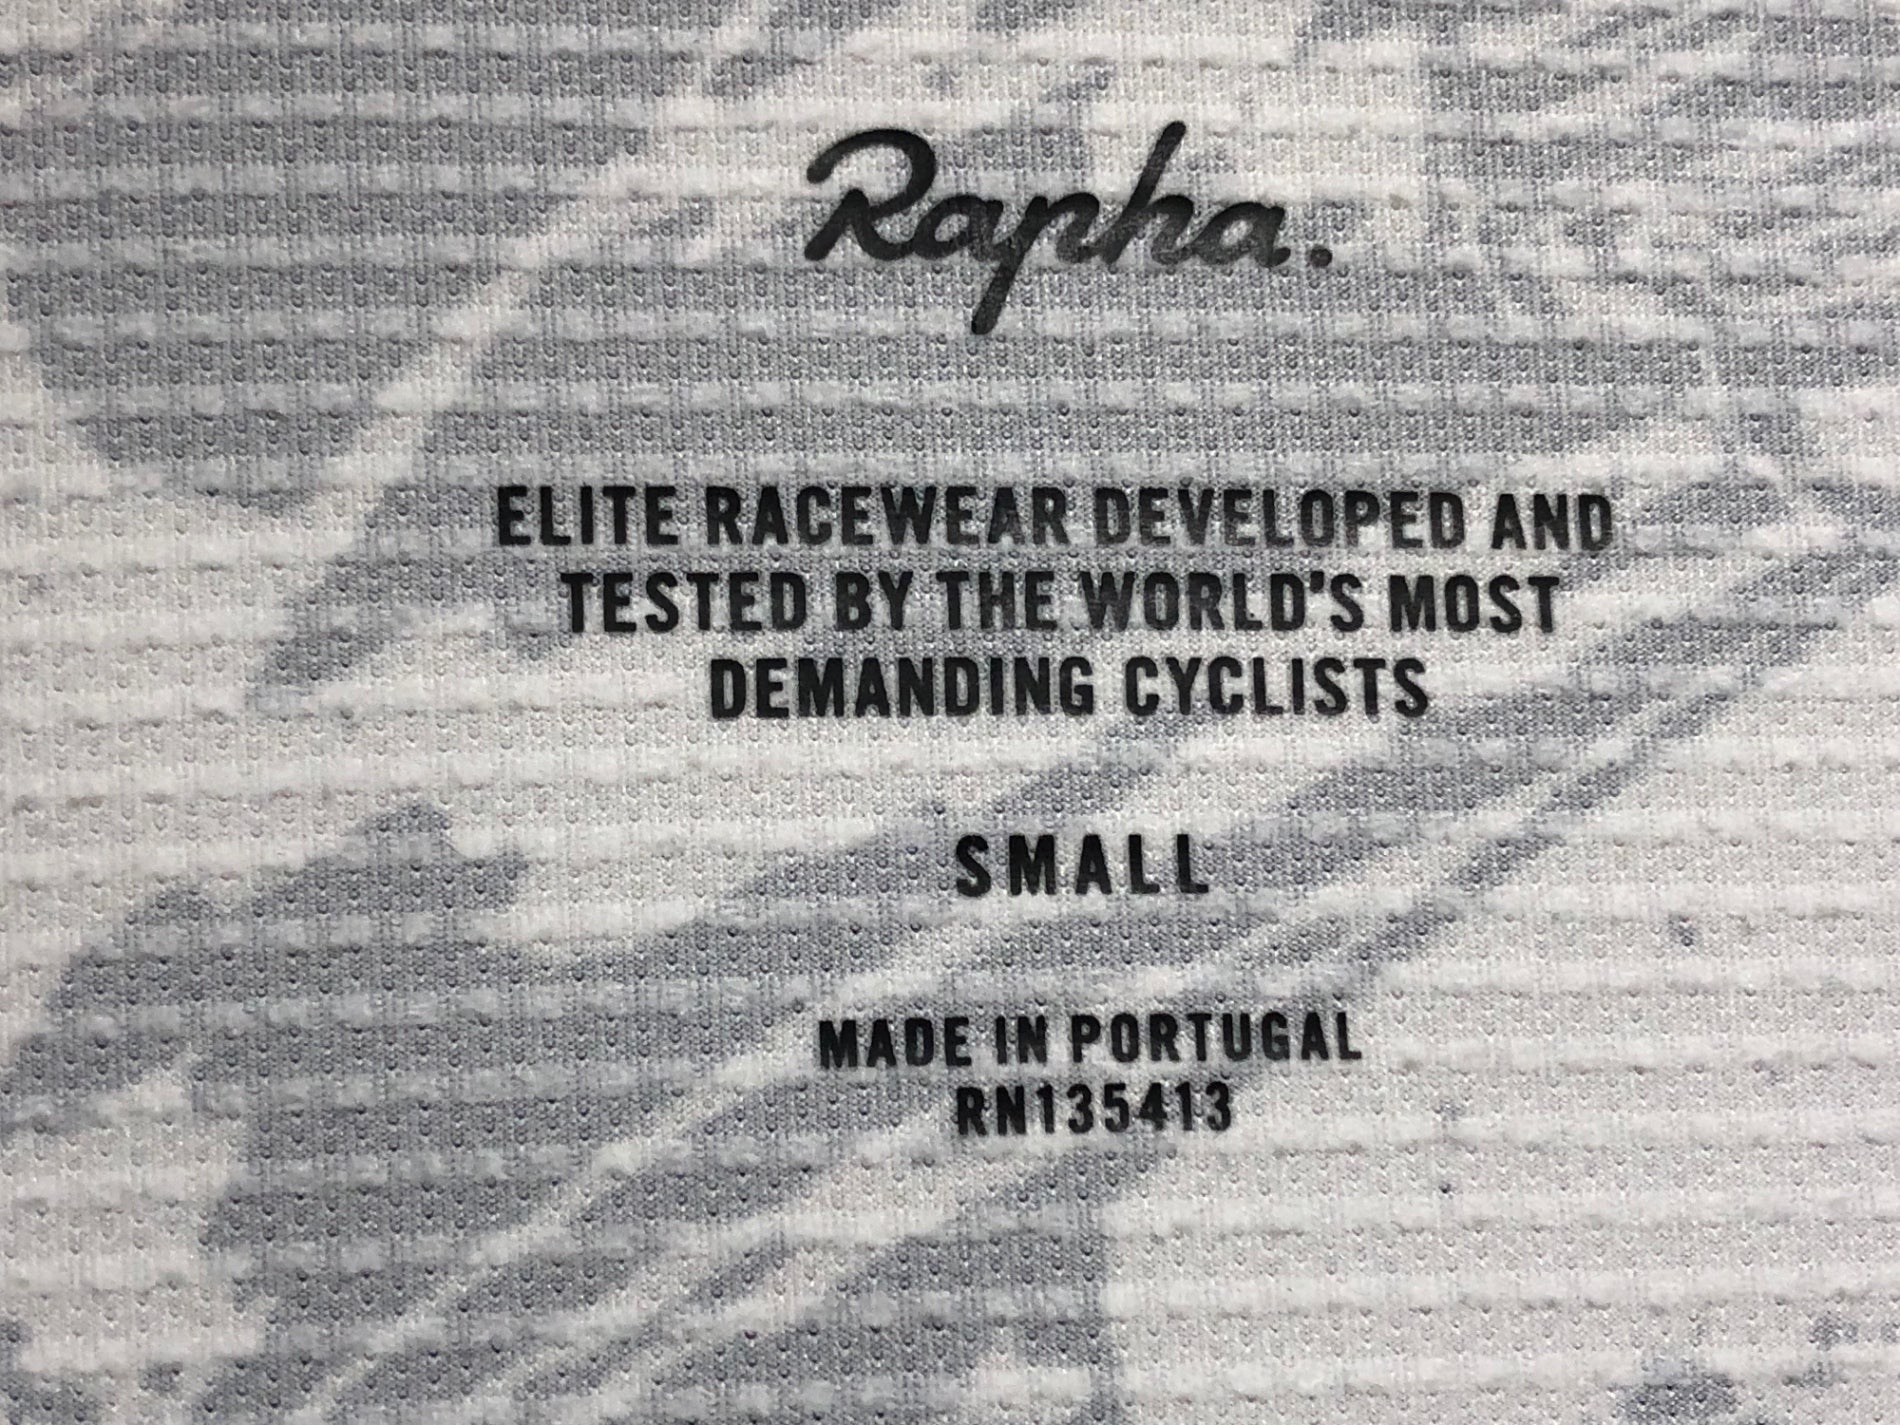 Rapha.
ELITE RACEWEAR DEVELOPED AND
TESTED BY THE WORLD'S MOST
DEMANDING CYCLISTS
SMALL
MADE IN PORTUGAL
RN135413